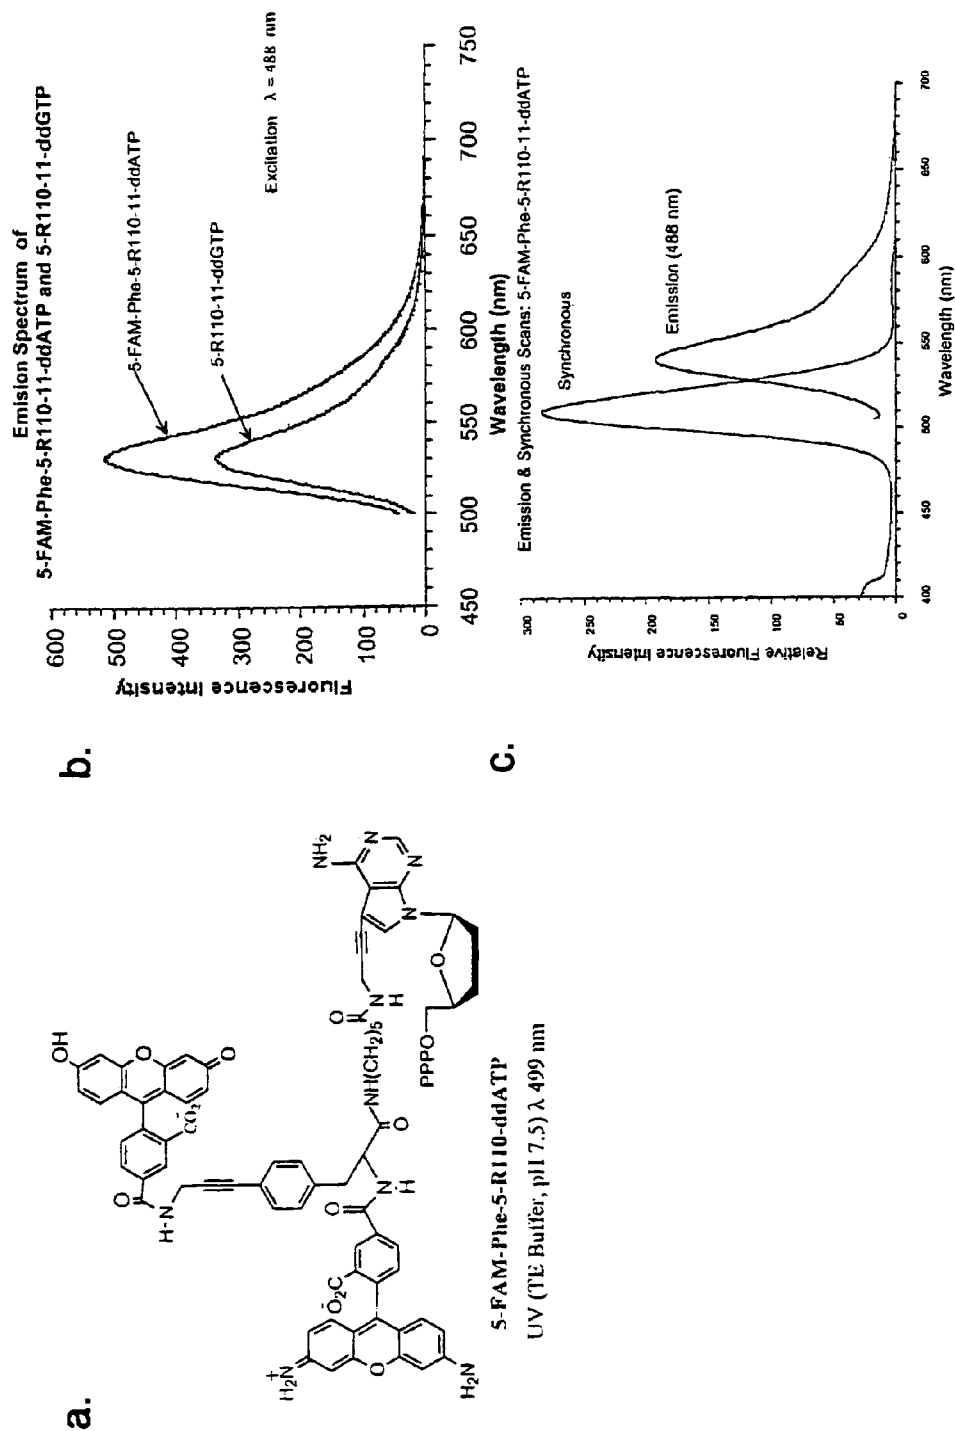 a.
OH
O
O
CO2-
O
H-N
NH(CH2)5
O
N
H
NH2
N
N
N
O
PPPO
O
N
H
O
-O2C
H2N+
O
H2N
5-FAM-Phe-5-R110-ddATP
UV (TE Buffer, pH 7.5) λ 499 nm
b.
Emision Spectrum of
5-FAM-Phe-5-R110-11-ddATP and 5-R110-11-ddGTP
Fluorescence Intensity
600
500
400
300
200
100
0
5-FAM-Phe-5-R110-11-ddATP
5-R110-11-ddGTP
Excitation λ = 488 nm
450
500
550
600
650
700
750
Wavelength (nm)
c.
Emission & Synchronous Scans: 5-FAM-Phe-5-R110-11-ddATP
Relative Fluorescence Intensity
300
250
200
150
100
50
0
Synchronous
Emission (488 nm)
400
450
500
550
600
650
700
Wavelength (nm)